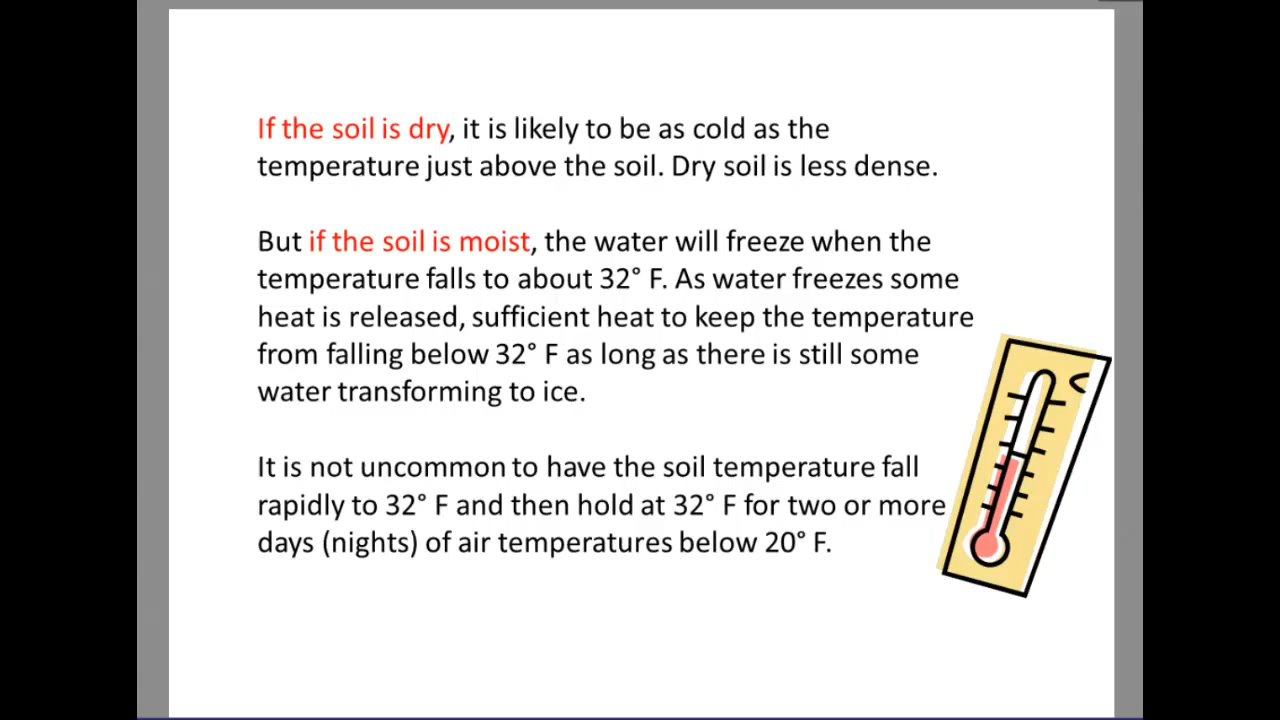 If the soil is dry, it is likely to be as cold as the
temperature just above the soil. Dry soil is less dense.
But if the soil is moist, the water will freeze when the
temperature falls to about 32° F. As water freezes some
heat is released, sufficient heat to keep the temperature
from falling below 32° F as long as there is still some
water transforming to ice.
It is not uncommon to have the soil temperature fall
rapidly to 32° F and then hold at 32° F for two or more
days (nights) of air temperatures below 20° F.